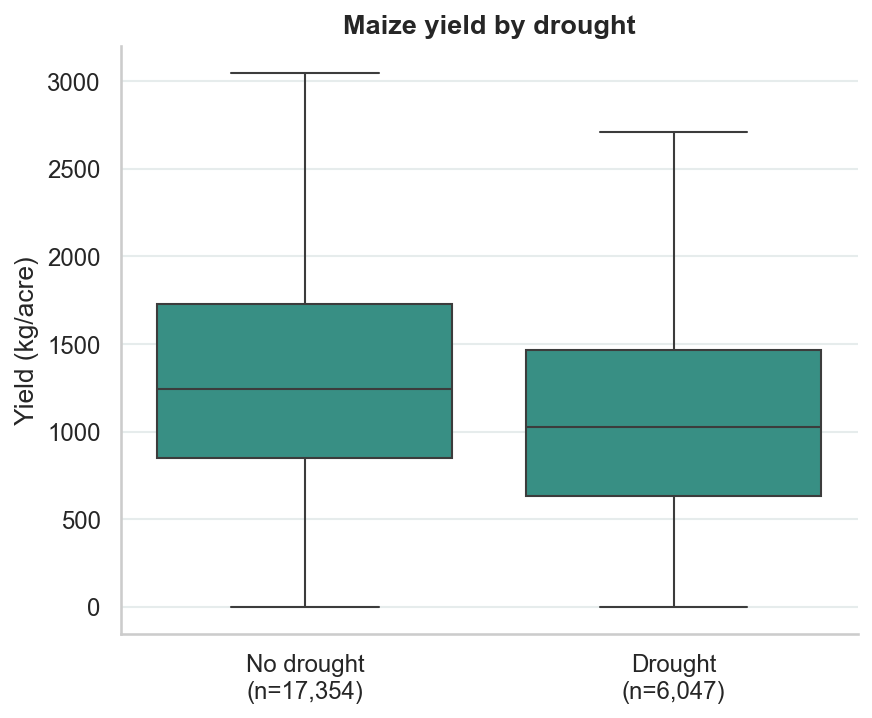 Maize yield by drought
Yield (kg/acre)
3000
2500
2000
1500
1000
500
0
No drought
(n=17,354)
Drought
(n=6,047)